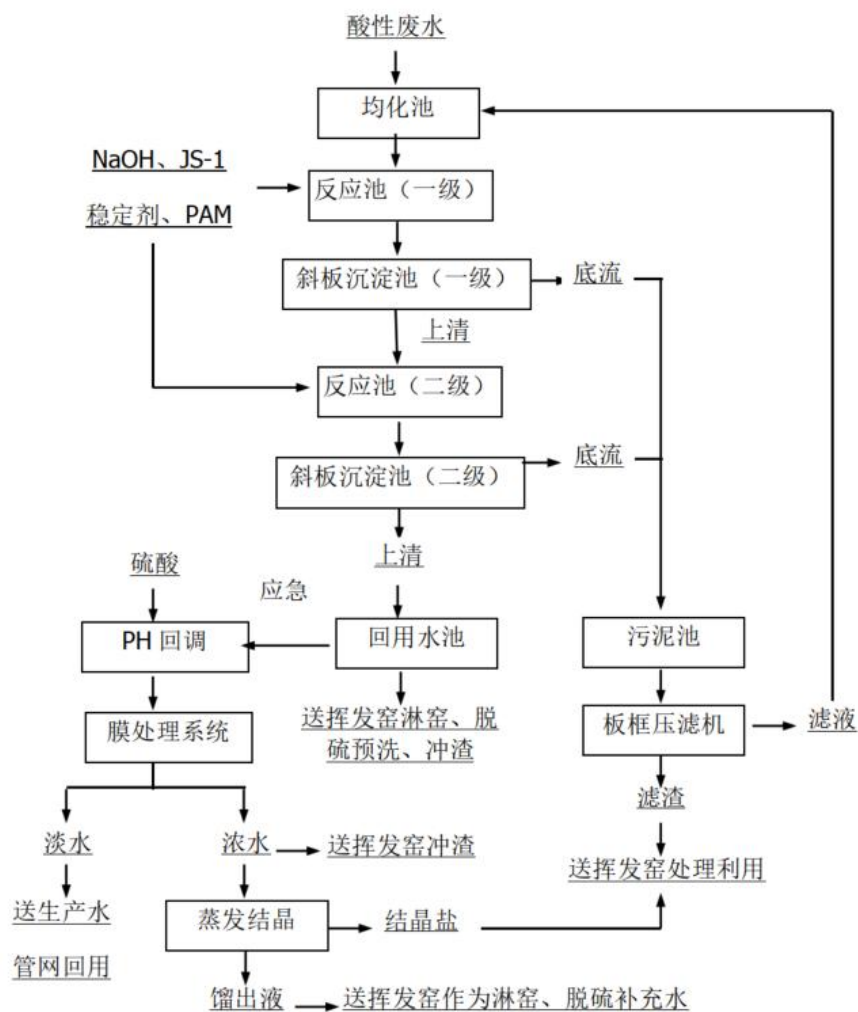 酸性废水
均化池
NaOH、JS-1
反应池（一级）
稳定剂、PAM
斜板沉淀池（一级）
底流
上清
反应池（二级）
斜板沉淀池（二级）
底流
上清
硫酸
应急
PH 回调
回用水池
污泥池
送挥发窑淋窑、脱
硫预洗、冲渣
膜处理系统
板框压滤机
滤液
滤渣
淡水
浓水
送挥发窑冲渣
送挥发窑处理利用
送生产水
管网回用
蒸发结晶
结晶盐
馏出液
送挥发窑作为淋窑、脱硫补充水